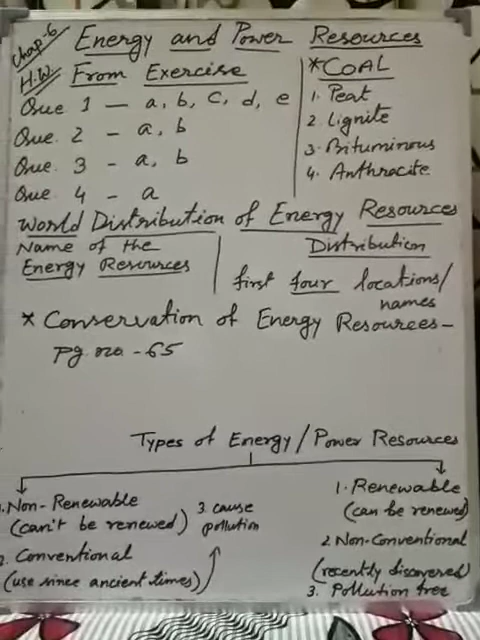 Chap-6
Energy and Power Resources
H.W.
From Exercise
Que 1 – a, b, c, d, e
Que 2 - a, b
Que 3 - a, b
Que 4 - a
*COAL
1. Peat
2. Lignite
3. Bituminous
4. Anthracite
World Distribution of Energy Resources
Name of the
Energy Resources
Distribution
first four locations/
names
* Conservation of Energy Resources –
Pg no - 65
Types of Energy/Power Resources
1. Non-Renewable
(can't be renewed)
2. Conventional
(use since ancient times)
3. cause
pollution
1. Renewable
(can be renewed)
2. Non-Conventional
(recently discovered)
3. Pollution free